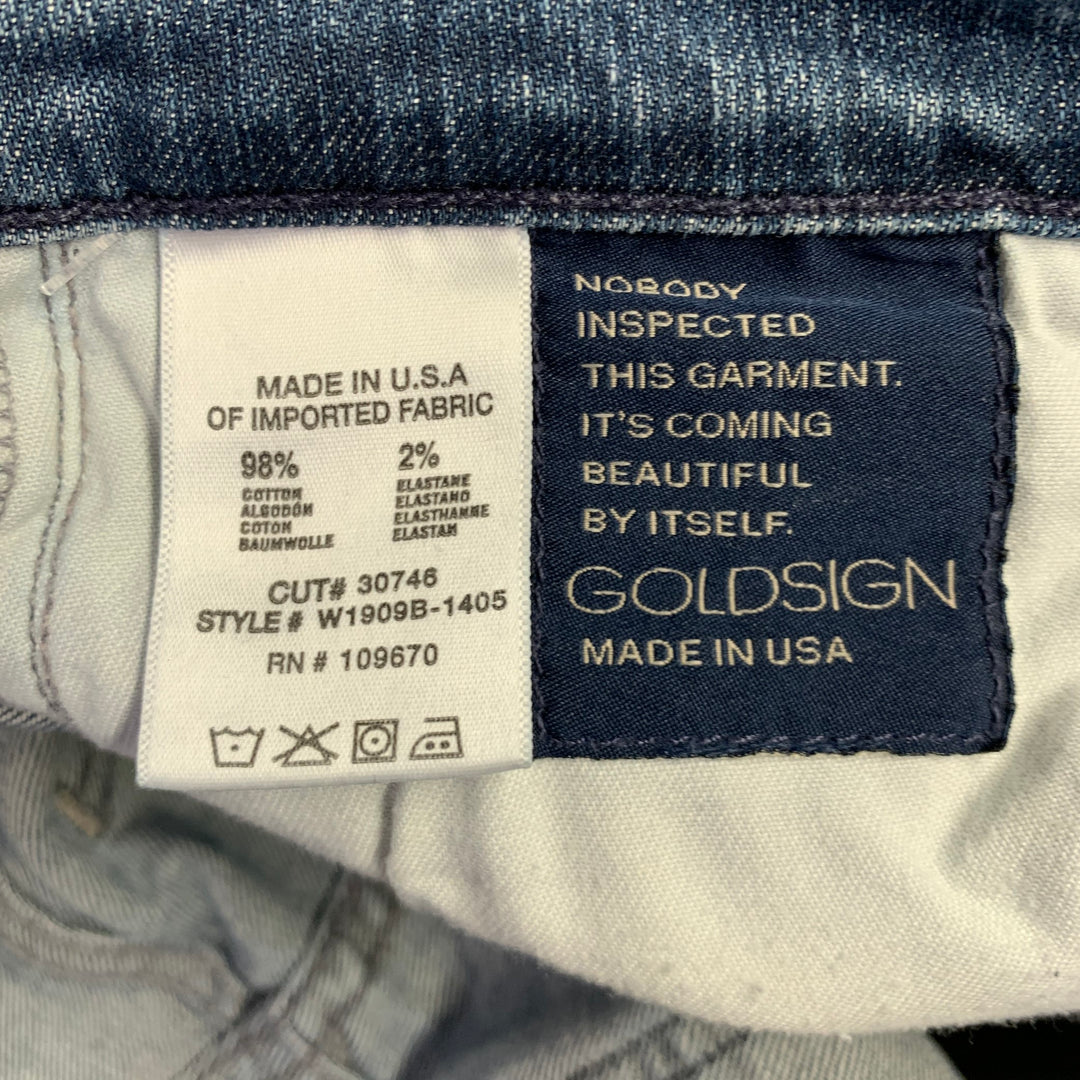 MADE IN U.S.A
OF IMPORTED FABRIC
98%
COTTON
ALGODÓN
COTON
BAUMWOLLE
2%
ELASTANE
ELASTANO
ELASTHANNE
ELASTAN
CUT# 30746
STYLE # W1909B-1405
RN # 109670
NOBODY
INSPECTED
THIS GARMENT.
IT'S COMING
BEAUTIFUL
BY ITSELF.
GOLDSIGN
MADE IN USA